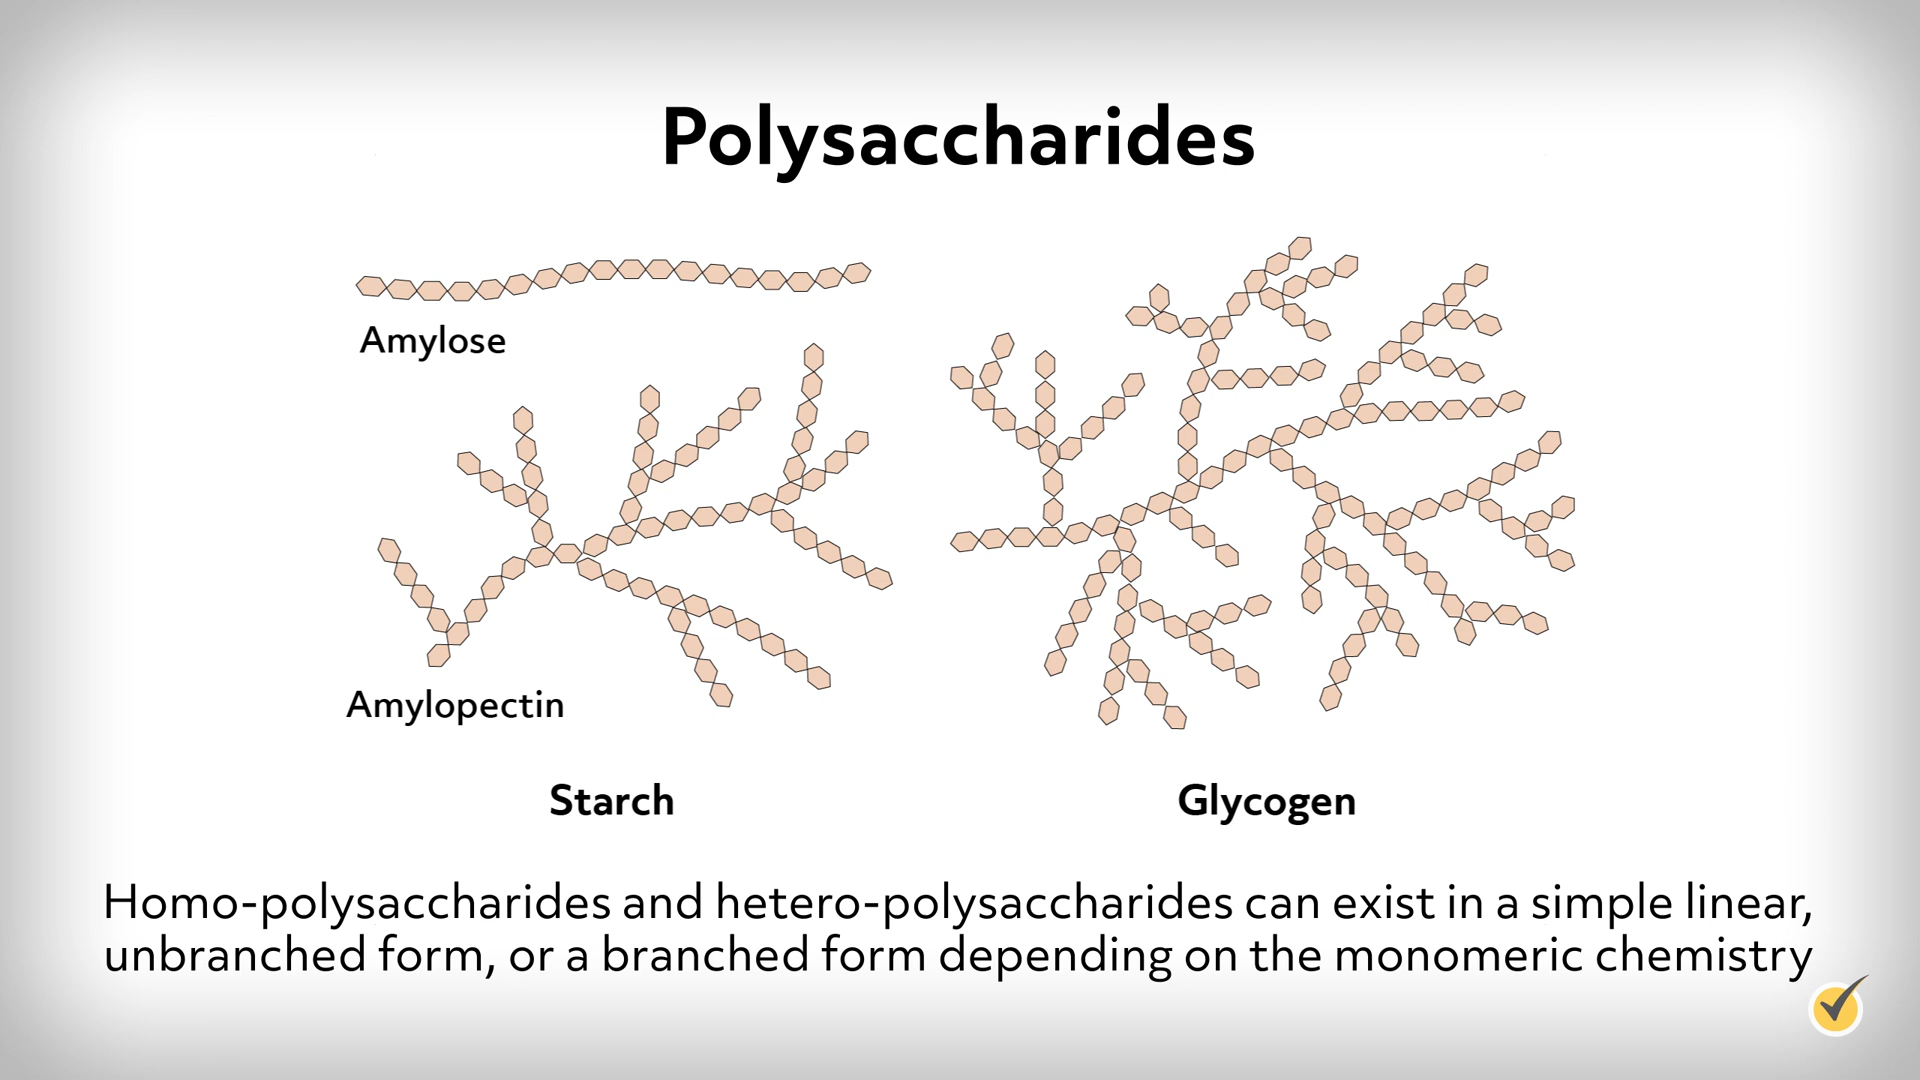 Polysaccharides
Amylose
Amylopectin
Starch
Glycogen
Homo-polysaccharides and hetero-polysaccharides can exist in a simple linear,
unbranched form, or a branched form depending on the monomeric chemistry